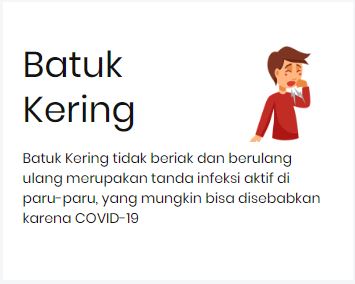 Batuk
Kering
Batuk Kering tidak beriak dan berulang
ulang merupakan tanda infeksi aktif di
paru-paru, yang mungkin bisa disebabkan
karena COVID-19